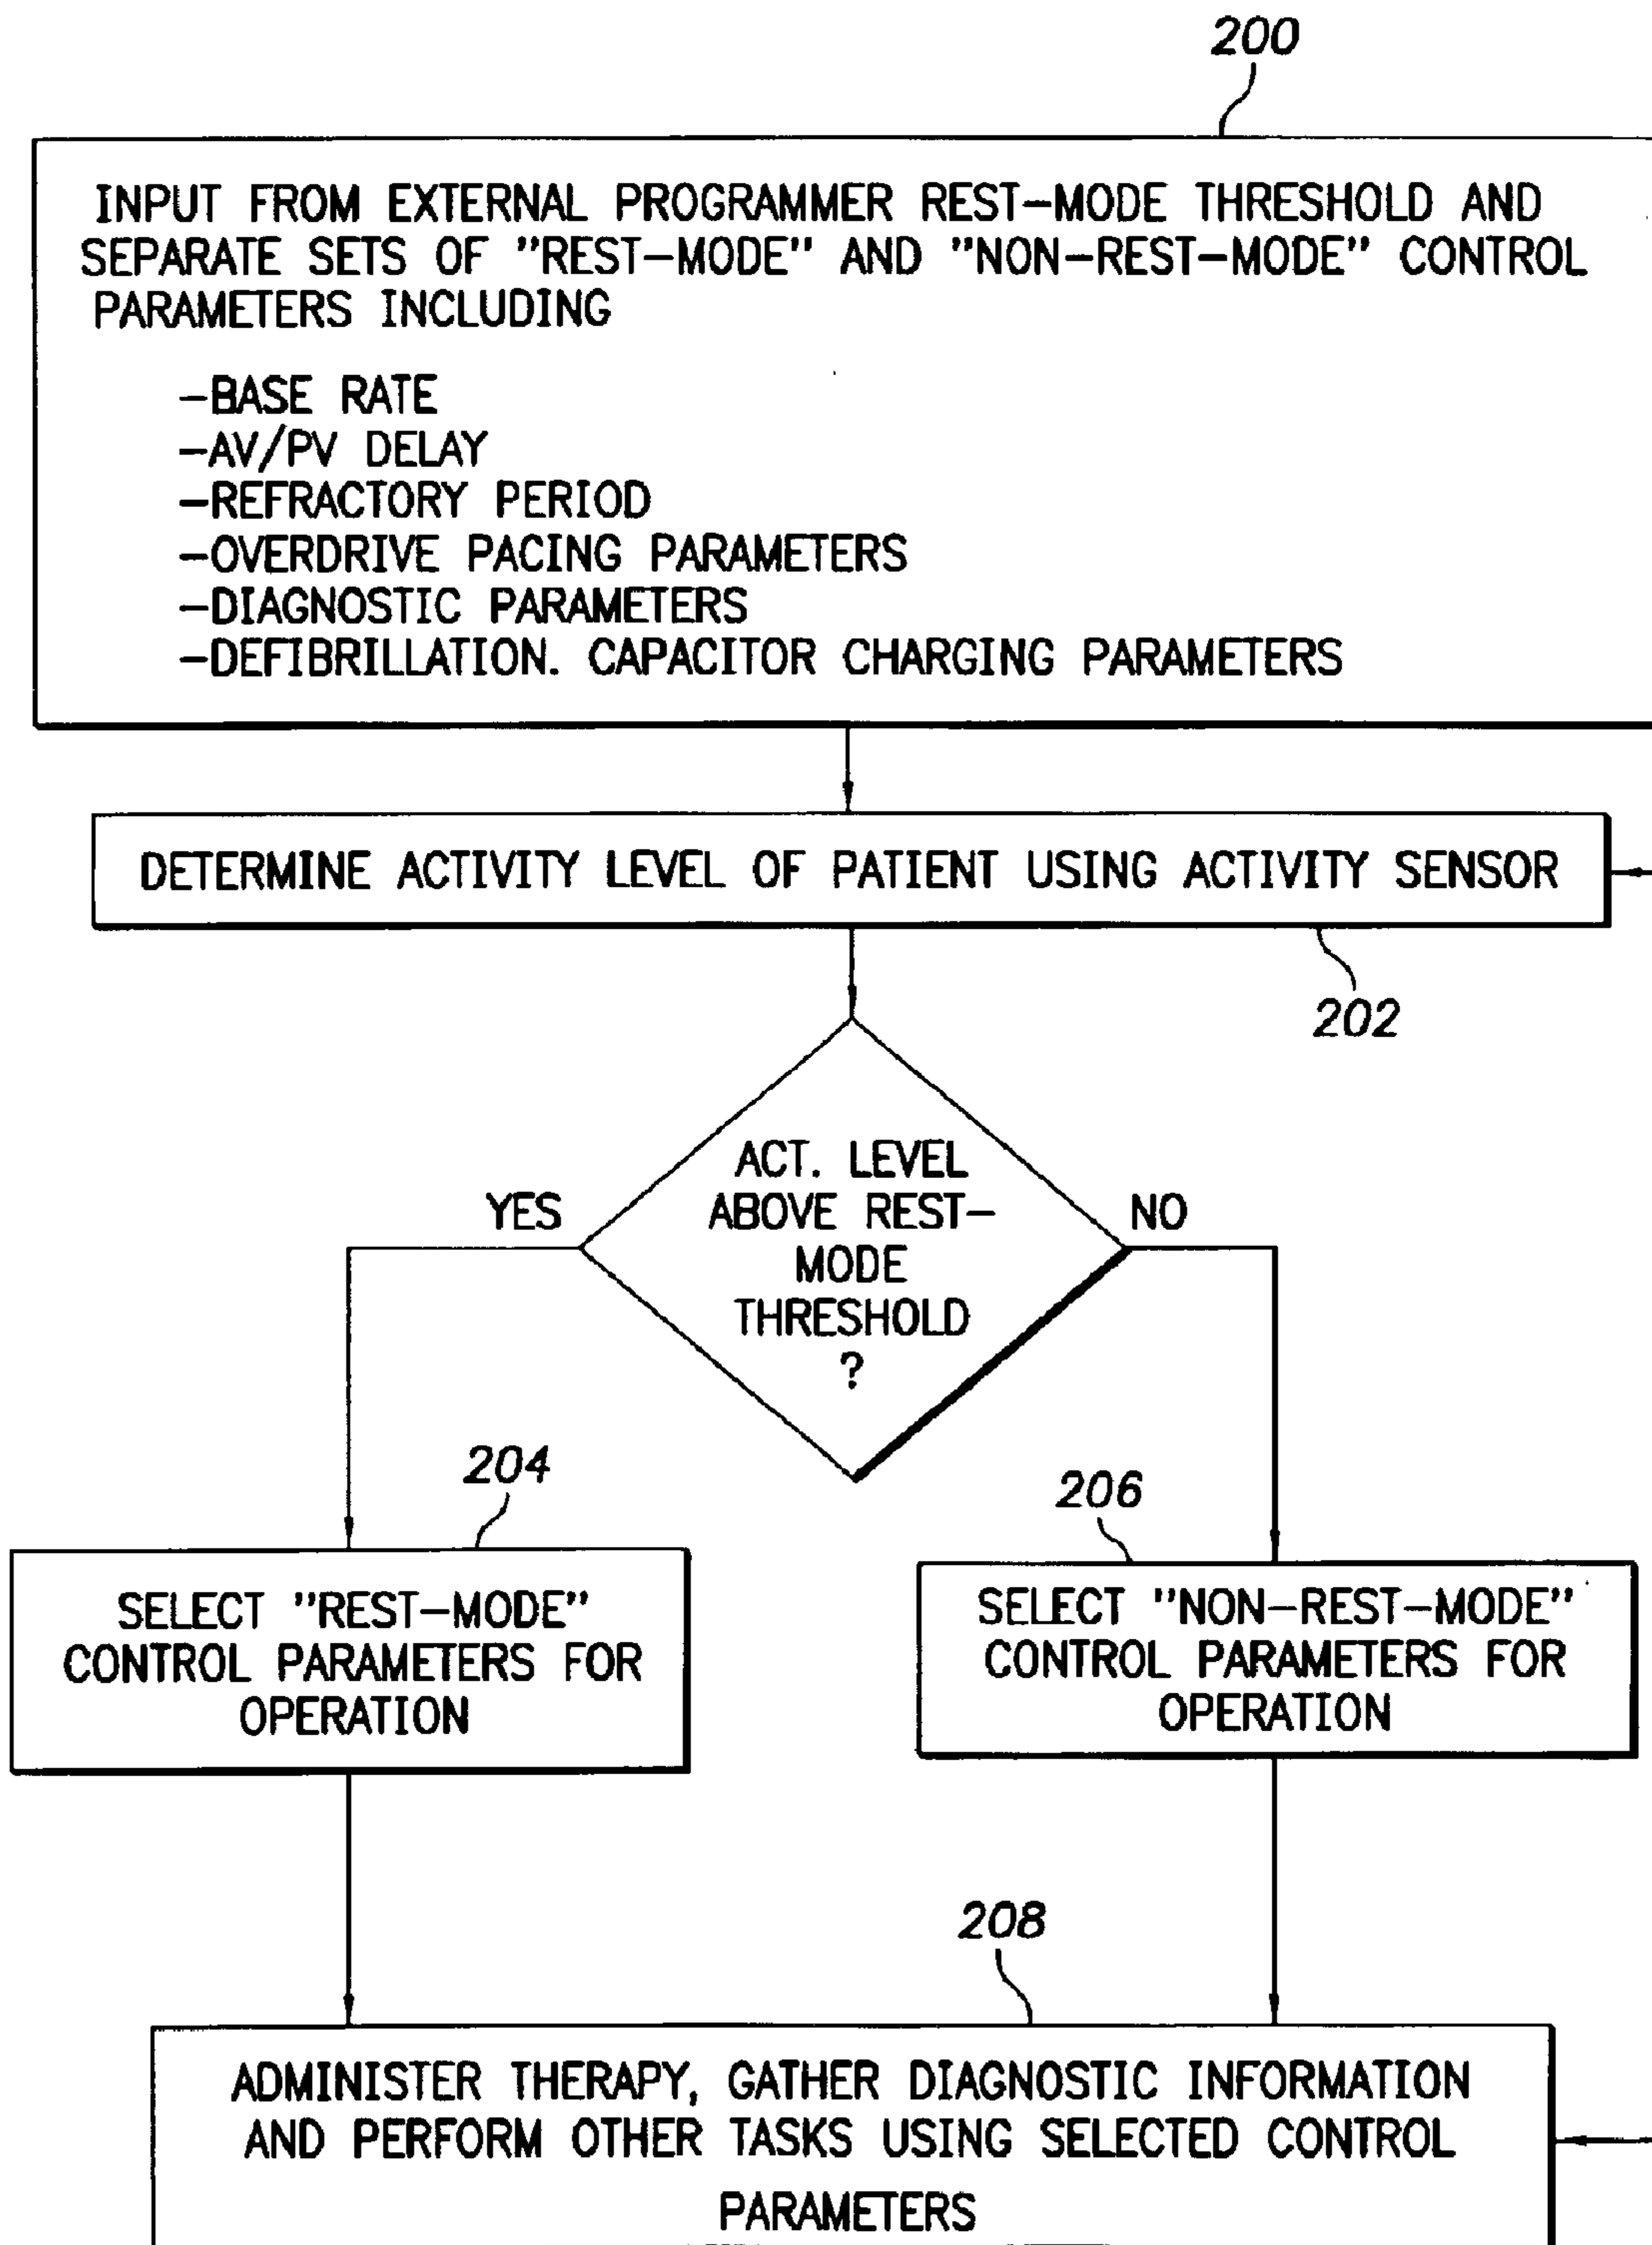 200
INPUT FROM EXTERNAL PROGRAMMER REST-MODE THRESHOLD AND
SEPARATE SETS OF "REST-MODE" AND "NON-REST-MODE" CONTROL
PARAMETERS INCLUDING
-BASE RATE
-AV/PV DELAY
-REFRACTORY PERIOD
-OVERDRIVE PACING PARAMETERS
-DIAGNOSTIC PARAMETERS
-DEFIBRILLATION. CAPACITOR CHARGING PARAMETERS
DETERMINE ACTIVITY LEVEL OF PATIENT USING ACTIVITY SENSOR
202
ACT. LEVEL
ABOVE REST-
MODE
THRESHOLD
?
YES
NO
204
SELECT "REST-MODE"
CONTROL PARAMETERS FOR
OPERATION
206
SELECT "NON-REST-MODE"
CONTROL PARAMETERS FOR
OPERATION
208
ADMINISTER THERAPY, GATHER DIAGNOSTIC INFORMATION
AND PERFORM OTHER TASKS USING SELECTED CONTROL
PARAMETERS